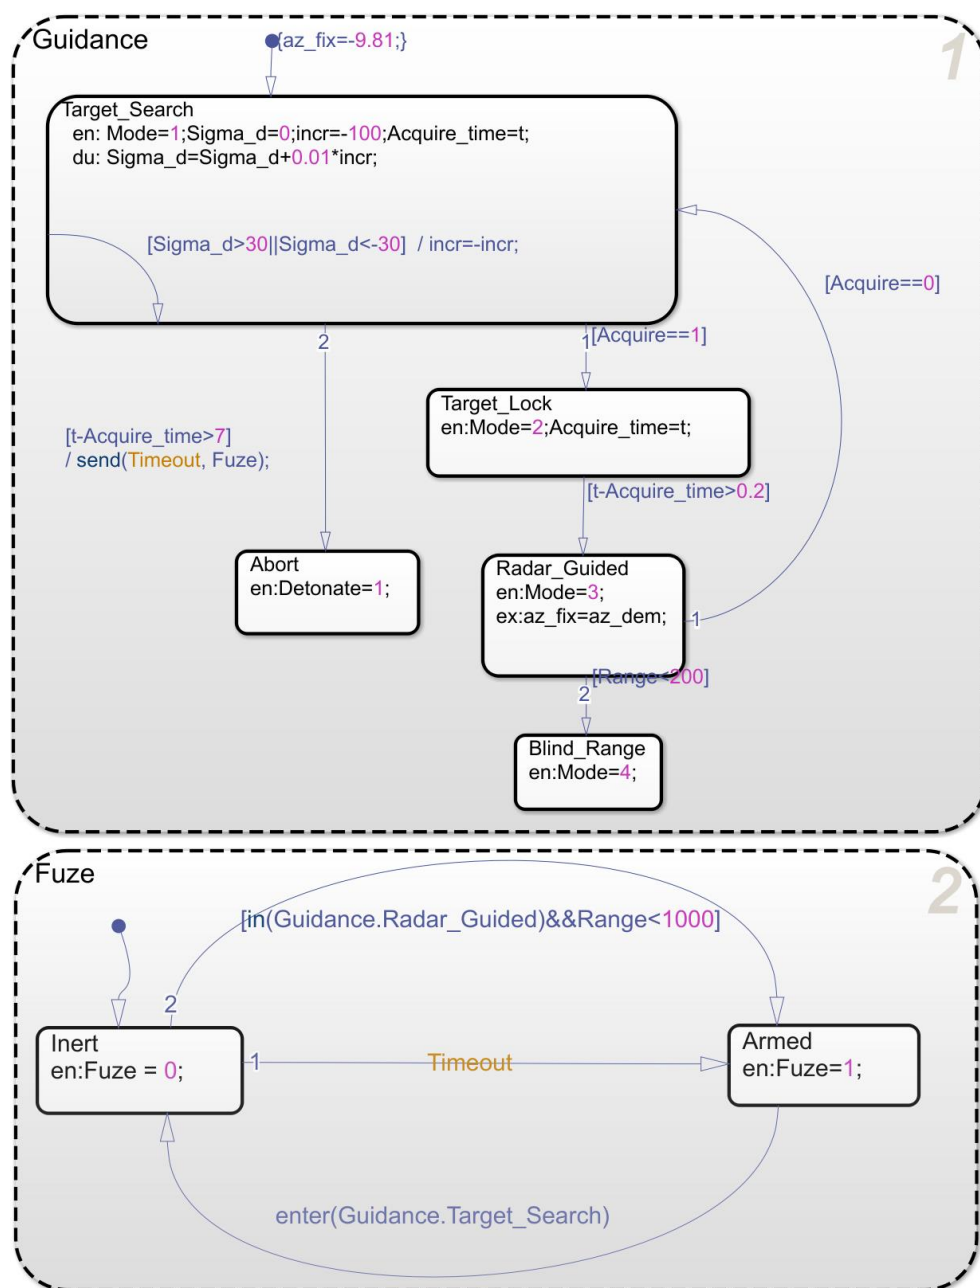 Guidance
1
{az_fix=-9.81;}
Target_Search
en: Mode=1;Sigma_d=0;incr=-100;Acquire_time=t;
du: Sigma_d=Sigma_d+0.01*incr;
[Sigma_d>30||Sigma_d<-30] / incr=-incr;
[Acquire==0]
2
1
[Acquire==1]
Target_Lock
en:Mode=2;Acquire_time=t;
[t-Acquire_time>7]
/ send(Timeout, Fuze);
[t-Acquire_time>0.2]
Abort
en:Detonate=1;
Radar_Guided
en:Mode=3;
ex:az_fix=az_dem;
1
[Range<200]
2
Blind_Range
en:Mode=4;
Fuze
2
[in(Guidance.Radar_Guided)&&Range<1000]
2
Inert
en:Fuze = 0;
1
Timeout
Armed
en:Fuze=1;
enter(Guidance.Target_Search)